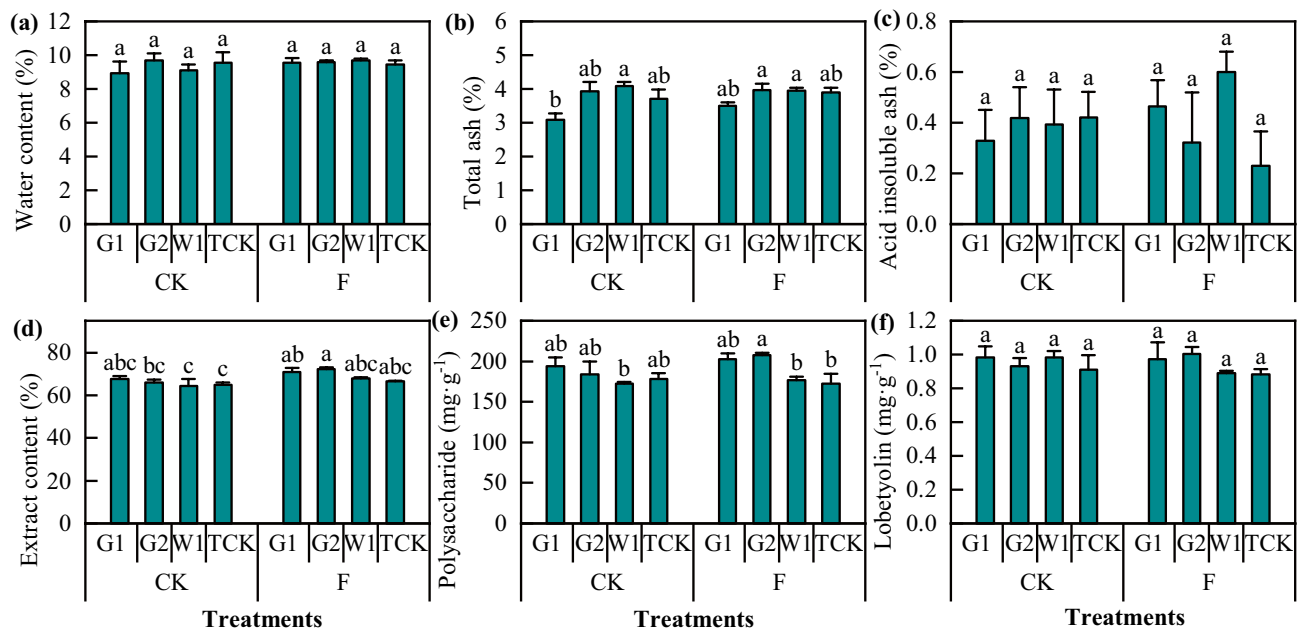 (a)
Water content (%)
12
10
8
6
4
2
0
a a a a a a a a
G1 G2 W1 TCK G1 G2 W1 TCK
CK F
(b)
Total ash (%)
6
5
4
3
2
1
0
b ab a ab ab a a ab
G1 G2 W1 TCK G1 G2 W1 TCK
CK F
(c)
Acid insoluble ash (%)
0.8
0.6
0.4
0.2
0.0
a a a a a a a a
G1 G2 W1 TCK G1 G2 W1 TCK
CK F
(d)
Extract content (%)
80
60
40
20
0
abc bc c c ab a abc abc
G1 G2 W1 TCK G1 G2 W1 TCK
CK F
Treatments
(e)
Polysaccharide (mg·g⁻¹)
250
200
150
100
50
0
ab ab b ab ab a b b
G1 G2 W1 TCK G1 G2 W1 TCK
CK F
Treatments
(f)
Lobetyolin (mg·g⁻¹)
1.2
1.0
0.8
0.6
0.4
0.2
0.0
a a a a a a a a
G1 G2 W1 TCK G1 G2 W1 TCK
CK F
Treatments